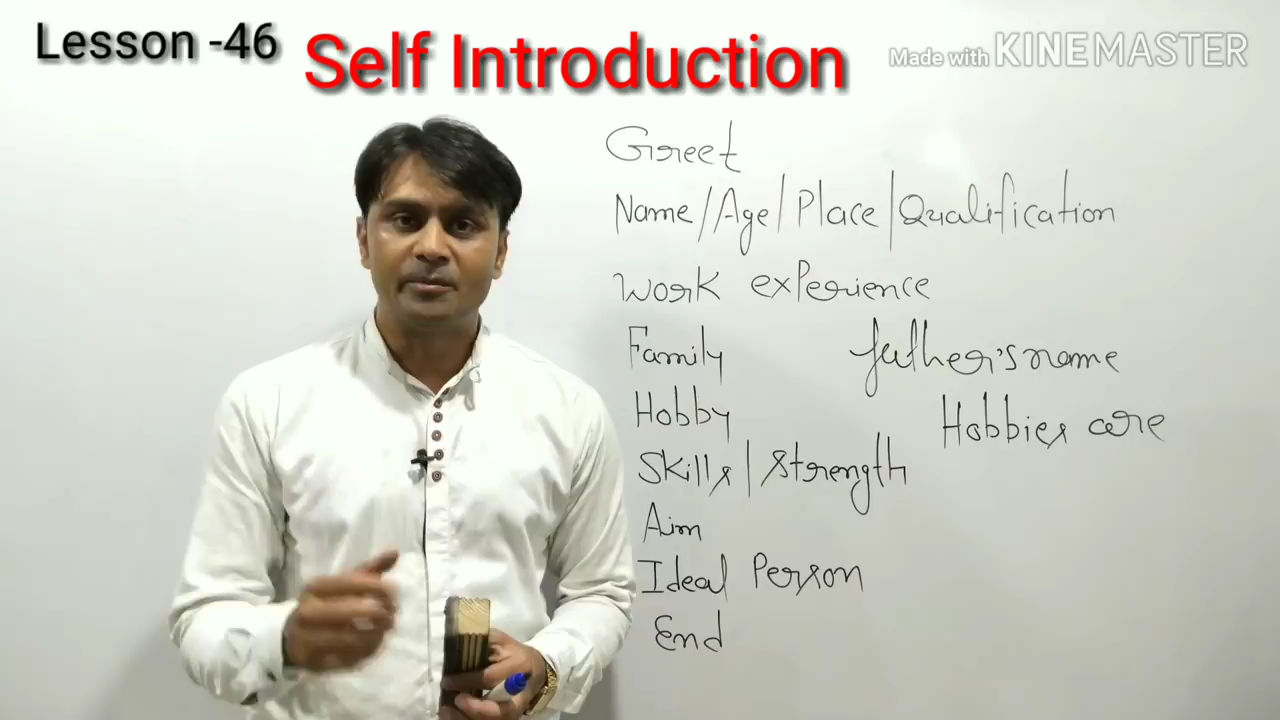 Lesson -46
Self Introduction
Made with KINEMASTER
Greet
Name/Age/Place/Qualification
Work experience
Family father's name
Hobby Hobbies are
Skills/Strength
Aim
Ideal Person
End